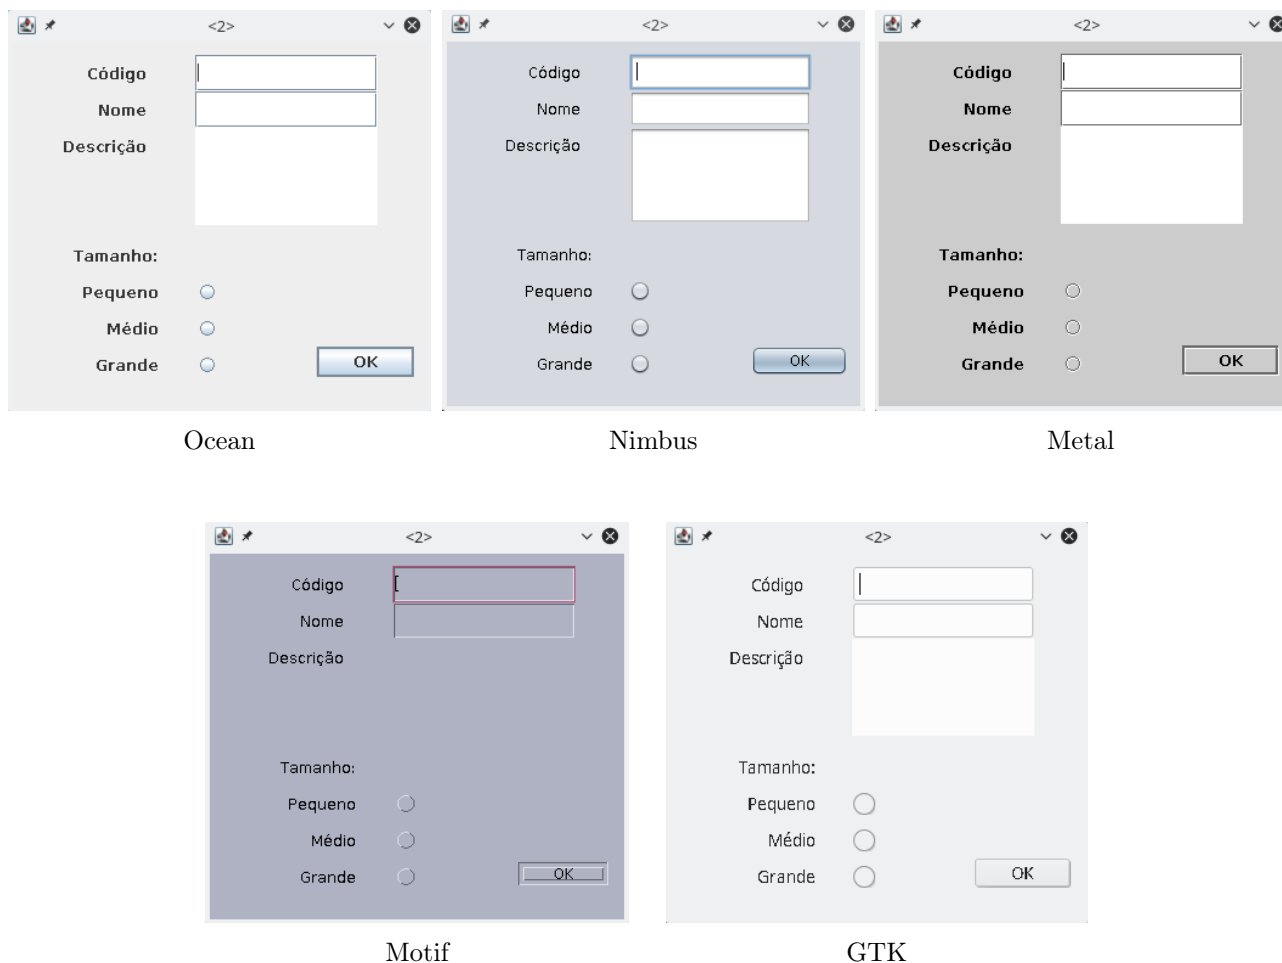 <2>
Código
Nome
Descrição
Tamanho:
Pequeno
Médio
Grande
OK
Ocean
<2>
Código
Nome
Descrição
Tamanho:
Pequeno
Médio
Grande
OK
Nimbus
<2>
Código
Nome
Descrição
Tamanho:
Pequeno
Médio
Grande
OK
Metal
<2>
Código
Nome
Descrição
Tamanho:
Pequeno
Médio
Grande
OK
Motif
<2>
Código
Nome
Descrição
Tamanho:
Pequeno
Médio
Grande
OK
GTK